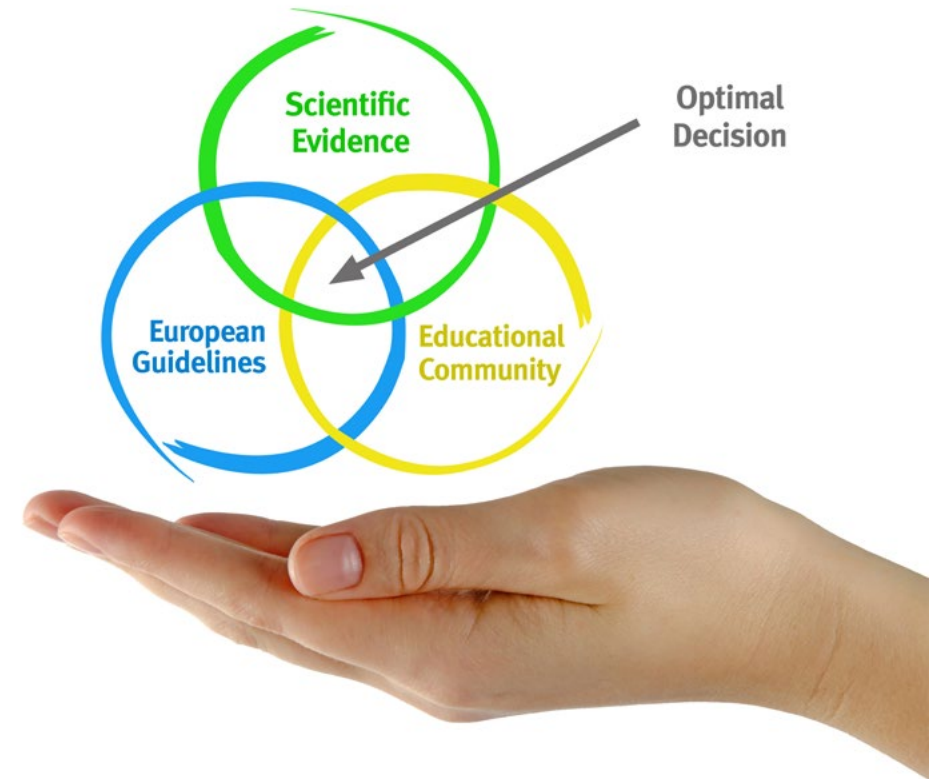 Scientific
Evidence
Optimal
Decision
European
Guidelines
Educational
Community